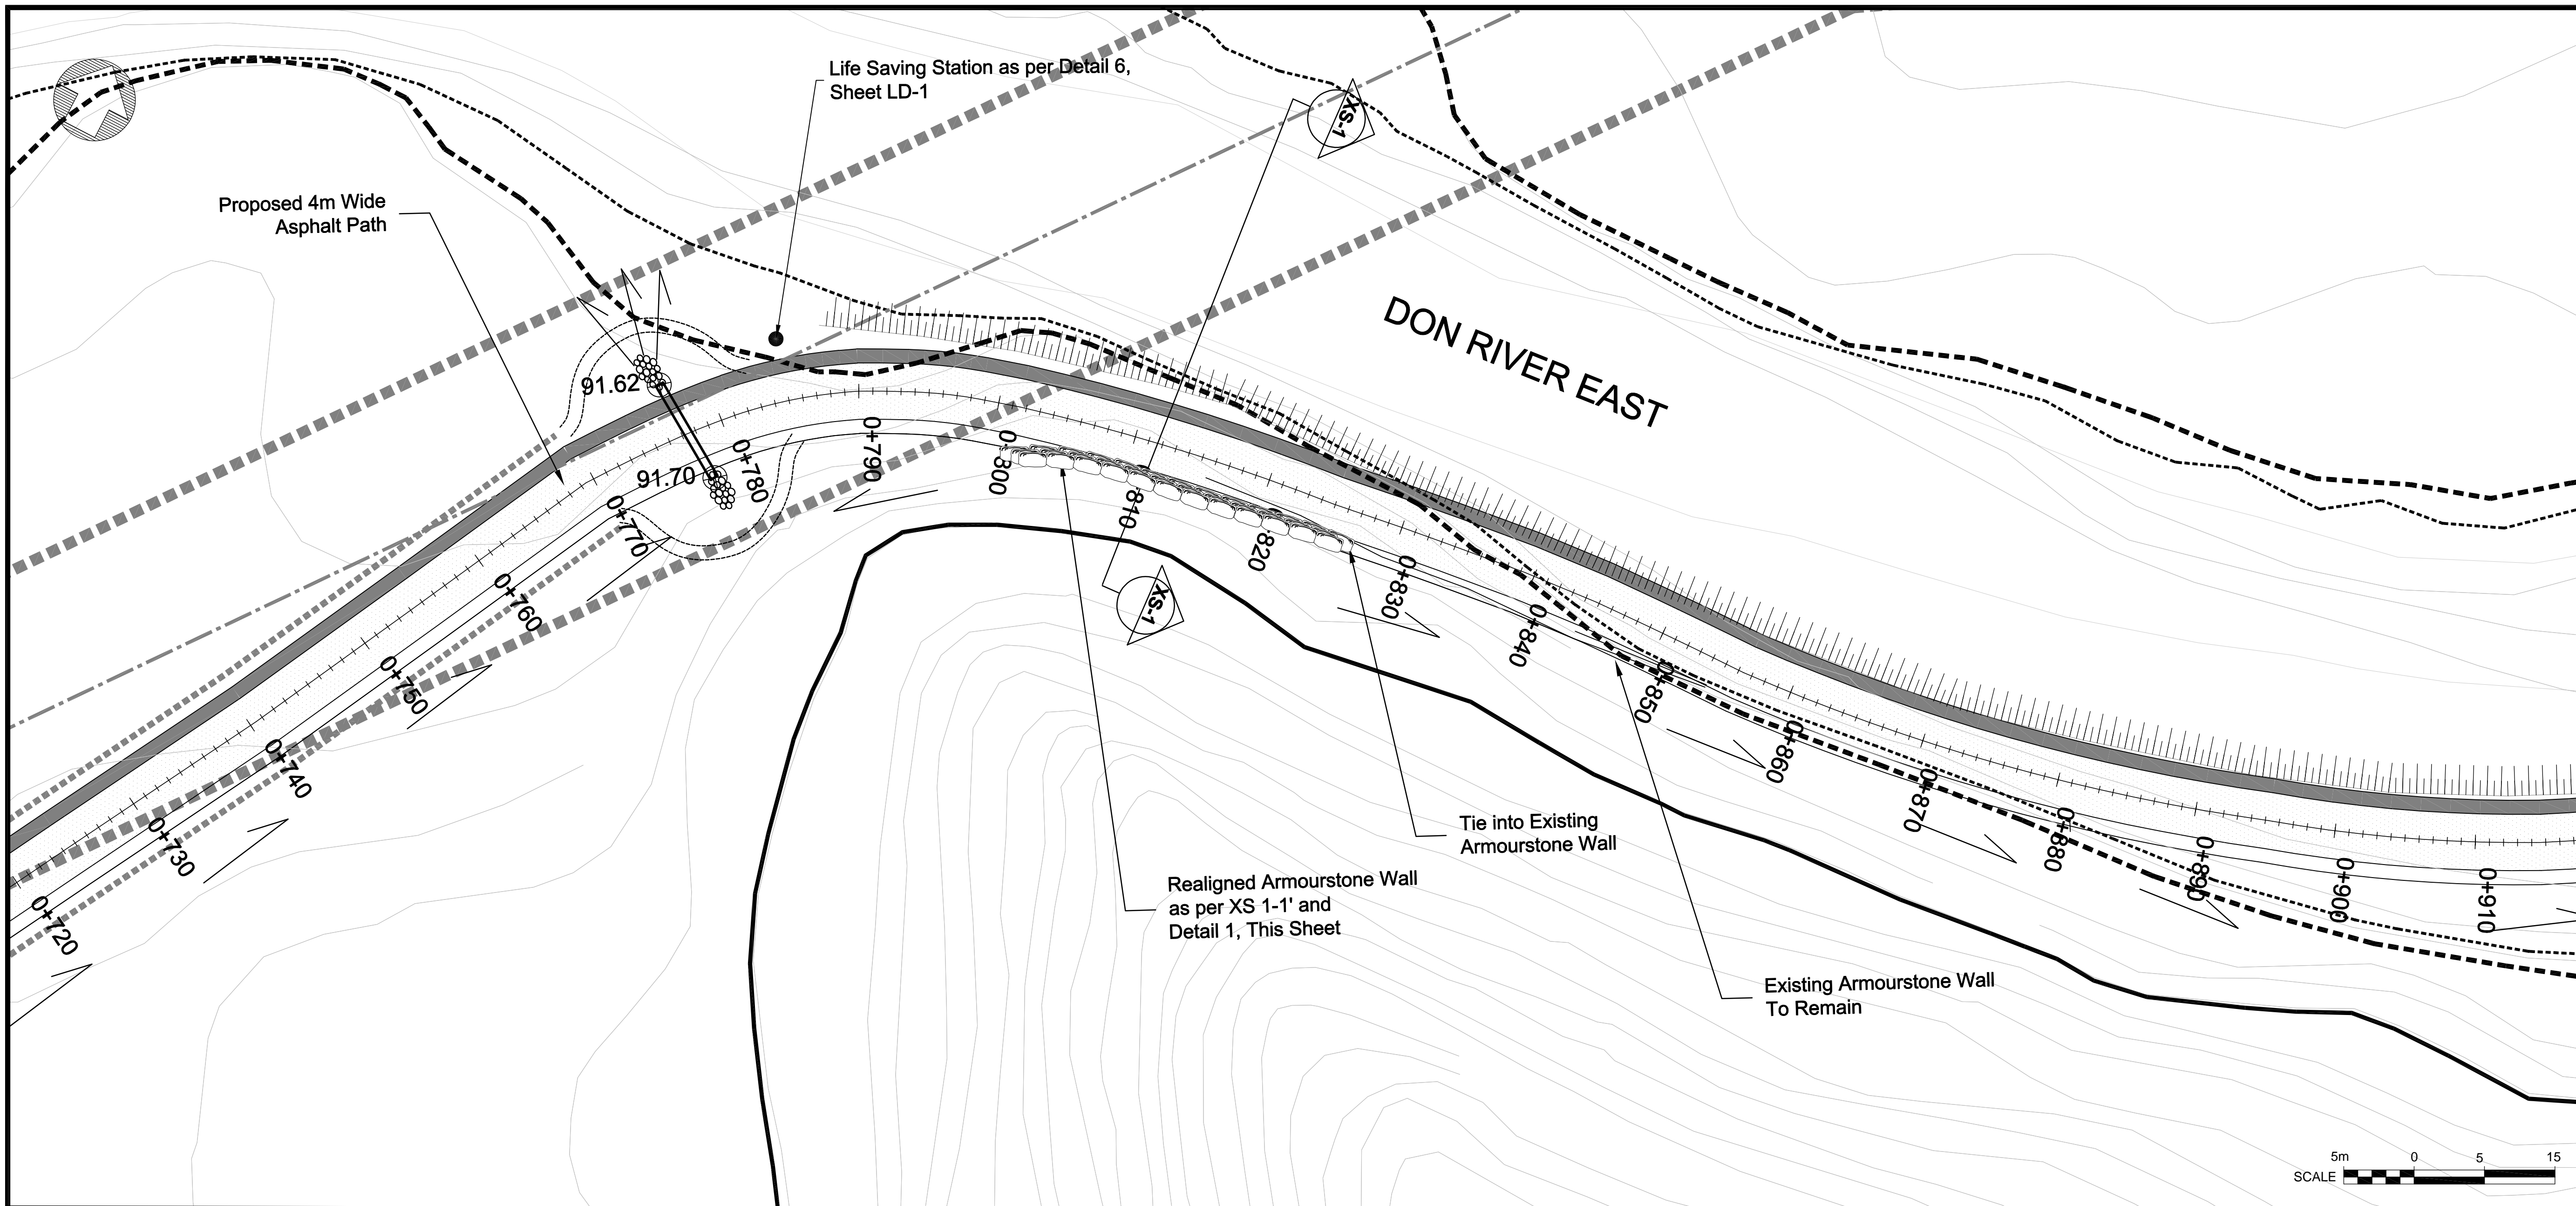 Life Saving Station as per Detail 6,
Sheet LD-1
XS-1
Proposed 4m Wide
Asphalt Path
DON RIVER EAST
91.62
91.70
0+720
0+730
0+740
0+750
0+760
0+770
0+780
0+790
0+800
810
820
0+830
0+840
0+850
0+860
0+870
0+880
0+890
0+900
0+910
XS-1
Tie into Existing
Armourstone Wall
Realigned Armourstone Wall
as per XS 1-1' and
Detail 1, This Sheet
Existing Armourstone Wall
To Remain
5m 0 5 15
SCALE